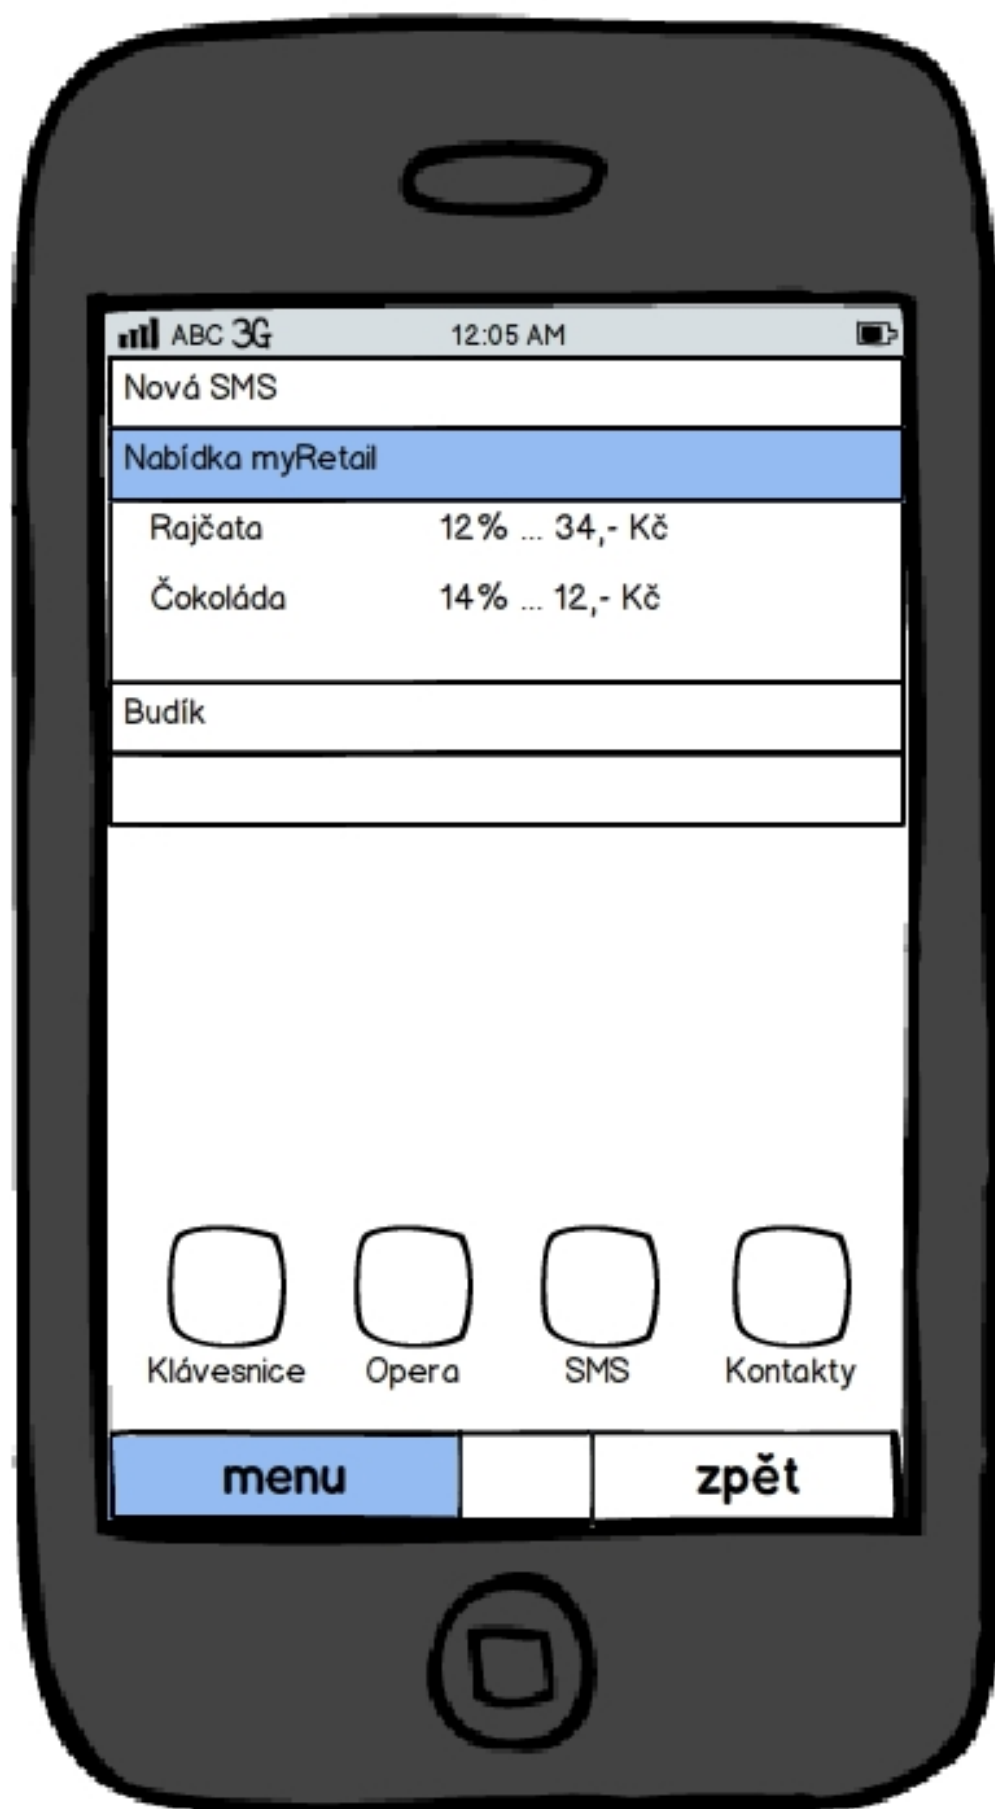 ABC 3G 12:05 AM
Nová SMS
Nabídka myRetail
Rajčata 12% ... 34,- Kč
Čokoláda 14% ... 12,- Kč
Budík
Klávesnice Opera SMS Kontakty
menu zpět